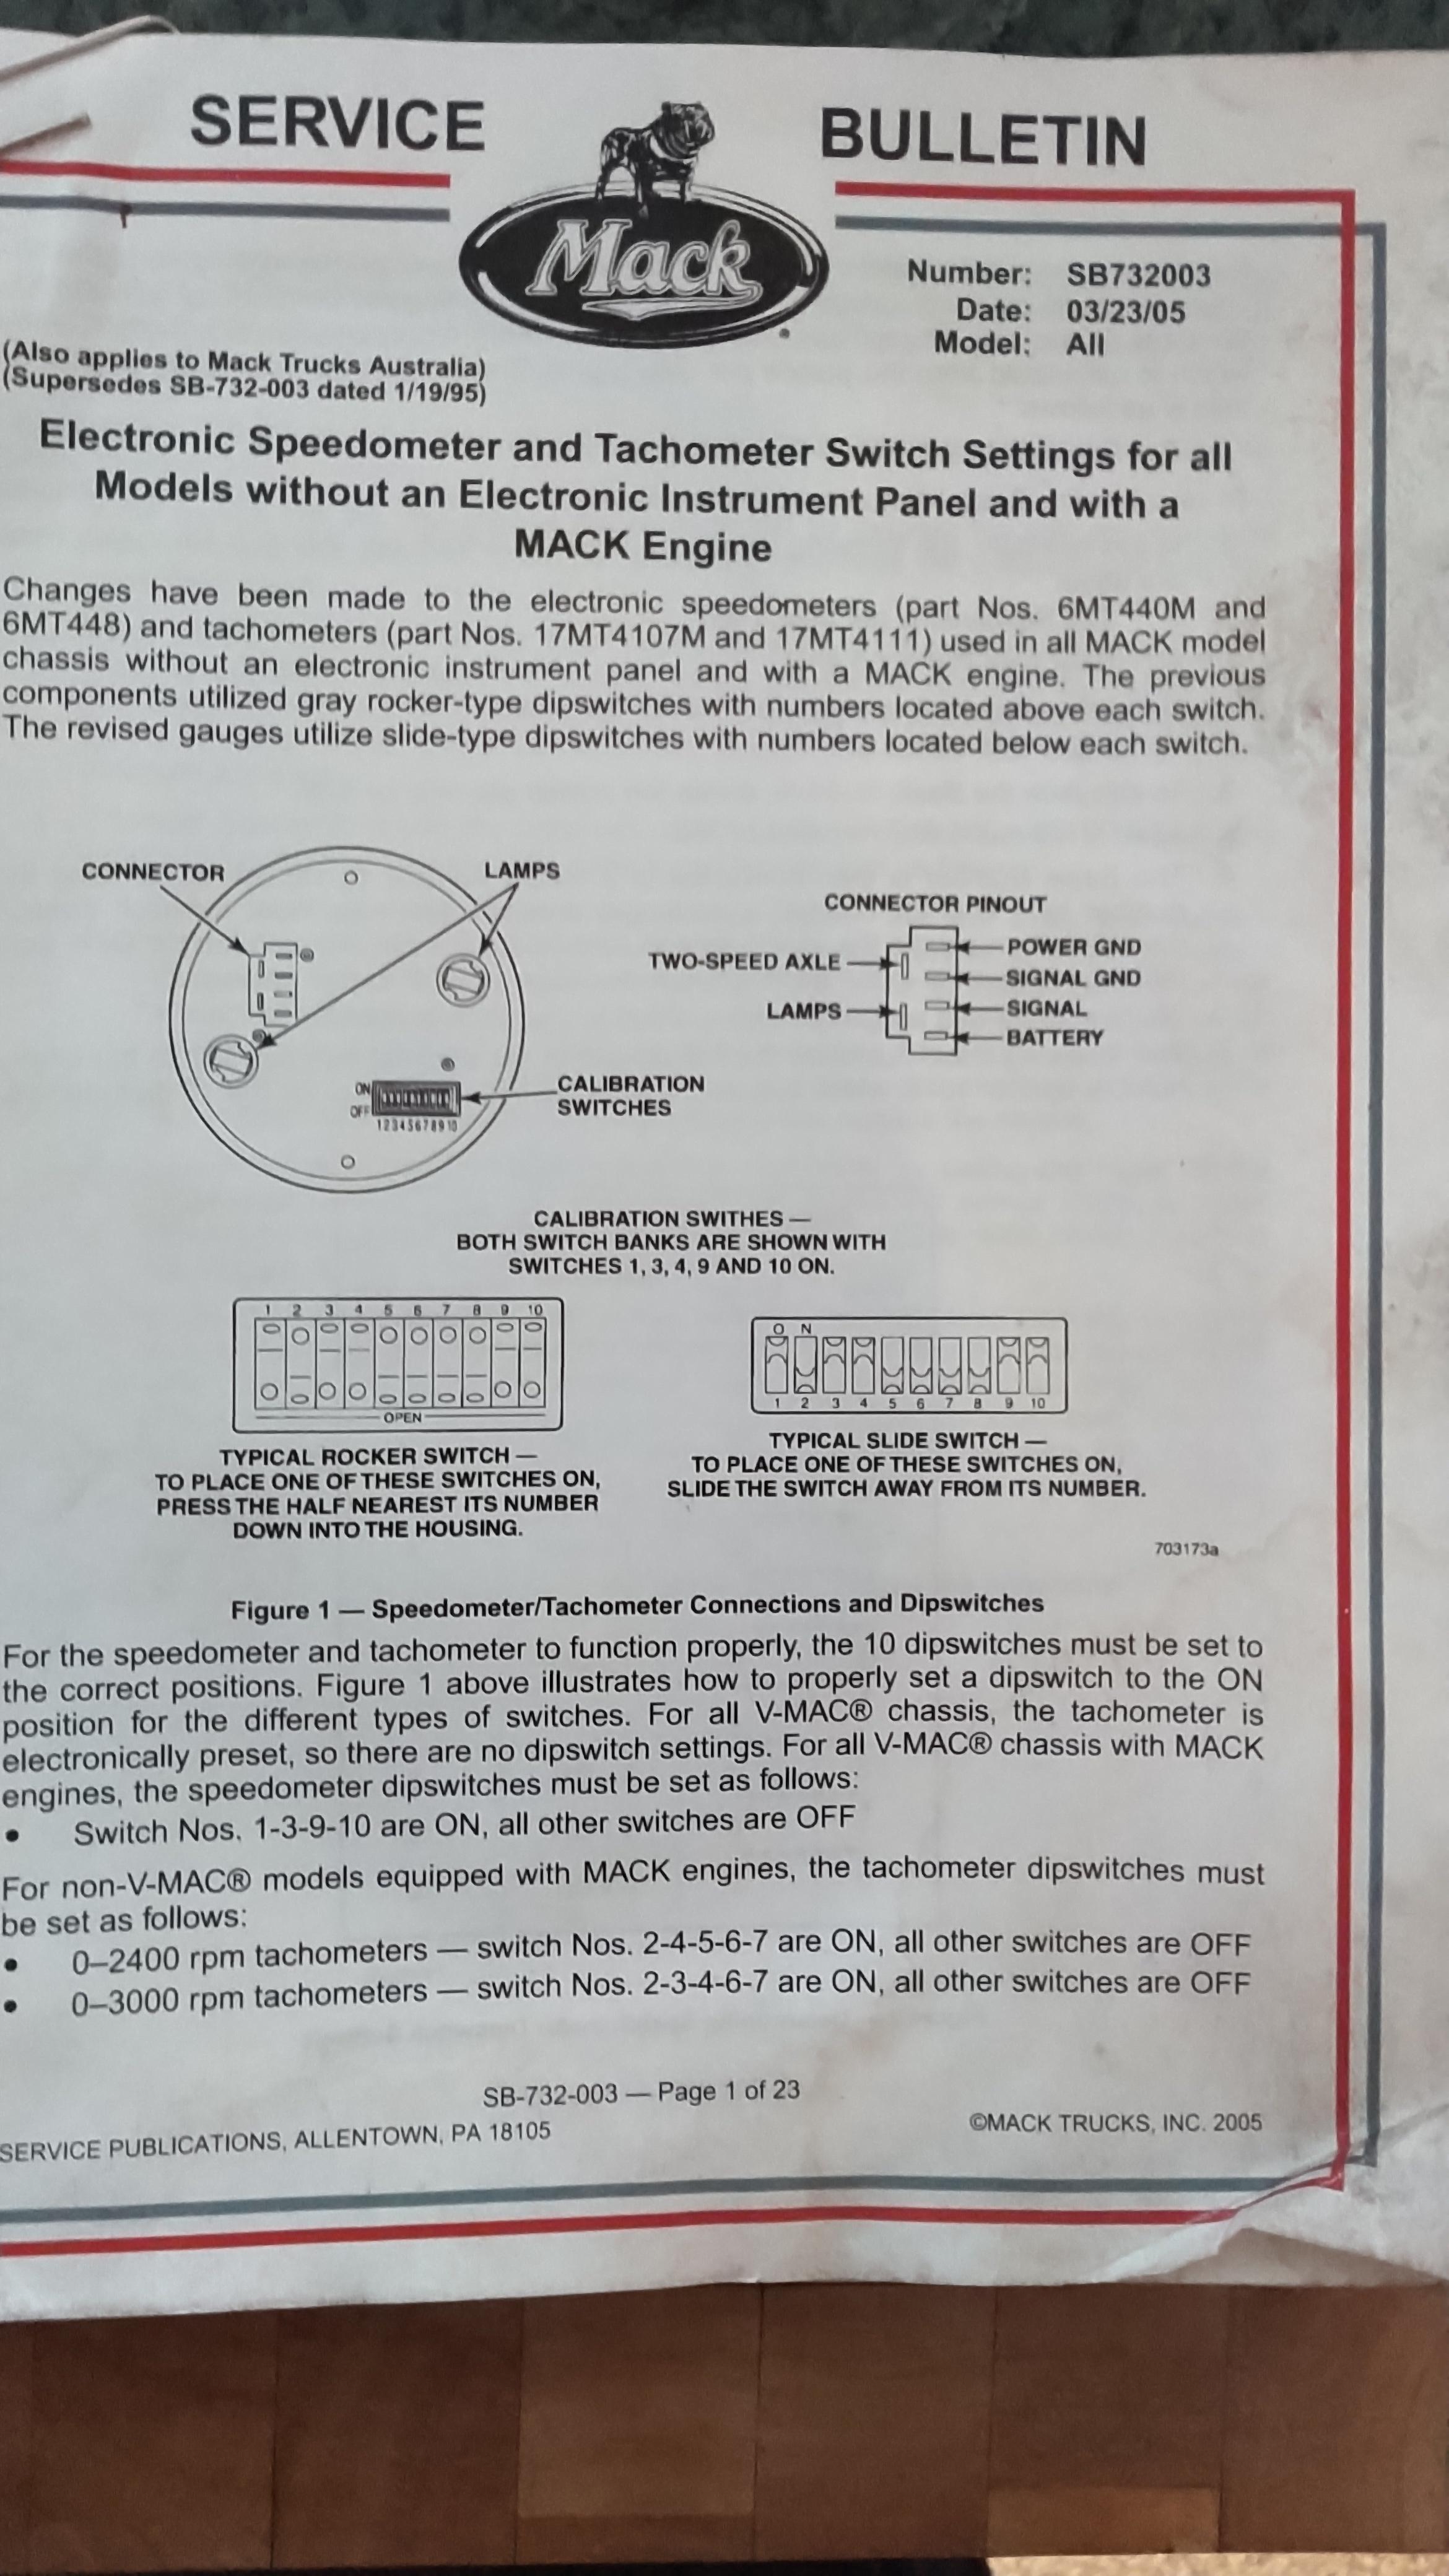 SERVICE BULLETIN
Mack
Number: SB732003
Date: 03/23/05
Model: All
(Also applies to Mack Trucks Australia)
(Supersedes SB-732-003 dated 1/19/95)
Electronic Speedometer and Tachometer Switch Settings for all
Models without an Electronic Instrument Panel and with a
MACK Engine
Changes have been made to the electronic speedometers (part Nos. 6MT440M and
6MT448) and tachometers (part Nos. 17MT4107M and 17MT4111) used in all MACK model
chassis without an electronic instrument panel and with a MACK engine. The previous
components utilized gray rocker-type dipswitches with numbers located above each switch.
The revised gauges utilize slide-type dipswitches with numbers located below each switch.
CONNECTOR
LAMPS
ON
OFF
12345678910
CALIBRATION
SWITCHES
CONNECTOR PINOUT
TWO-SPEED AXLE
LAMPS
POWER GND
SIGNAL GND
SIGNAL
BATTERY
CALIBRATION SWITHES —
BOTH SWITCH BANKS ARE SHOWN WITH
SWITCHES 1, 3, 4, 9 AND 10 ON.
1 2 3 4 5 6 7 8 9 10
OPEN
TYPICAL ROCKER SWITCH —
TO PLACE ONE OF THESE SWITCHES ON,
PRESS THE HALF NEAREST ITS NUMBER
DOWN INTO THE HOUSING.
O N
1 2 3 4 5 6 7 8 9 10
TYPICAL SLIDE SWITCH —
TO PLACE ONE OF THESE SWITCHES ON,
SLIDE THE SWITCH AWAY FROM ITS NUMBER.
703173a
Figure 1 — Speedometer/Tachometer Connections and Dipswitches
For the speedometer and tachometer to function properly, the 10 dipswitches must be set to
the correct positions. Figure 1 above illustrates how to properly set a dipswitch to the ON
position for the different types of switches. For all V-MAC® chassis, the tachometer is
electronically preset, so there are no dipswitch settings. For all V-MAC® chassis with MACK
engines, the speedometer dipswitches must be set as follows:
• Switch Nos. 1-3-9-10 are ON, all other switches are OFF
For non-V-MAC® models equipped with MACK engines, the tachometer dipswitches must
be set as follows:
• 0–2400 rpm tachometers — switch Nos. 2-4-5-6-7 are ON, all other switches are OFF
• 0–3000 rpm tachometers — switch Nos. 2-3-4-6-7 are ON, all other switches are OFF
SB-732-003 — Page 1 of 23
SERVICE PUBLICATIONS, ALLENTOWN, PA 18105
©MACK TRUCKS, INC. 2005